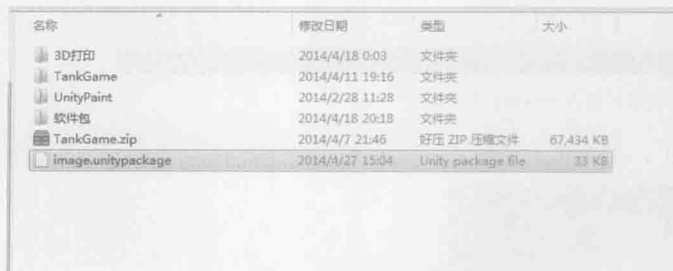 名称 修改日期 类型 大小
3D打印 2014/4/18 0:03 文件夹
TankGame 2014/4/11 19:16 文件夹
UnityPaint 2014/2/28 11:28 文件夹
软件包 2014/4/18 20:18 文件夹
TankGame.zip 2014/4/7 21:46 好压 ZIP 压缩文件 67,434 KB
image.unitypackage 2014/4/27 15:04 Unity package file 33 KB